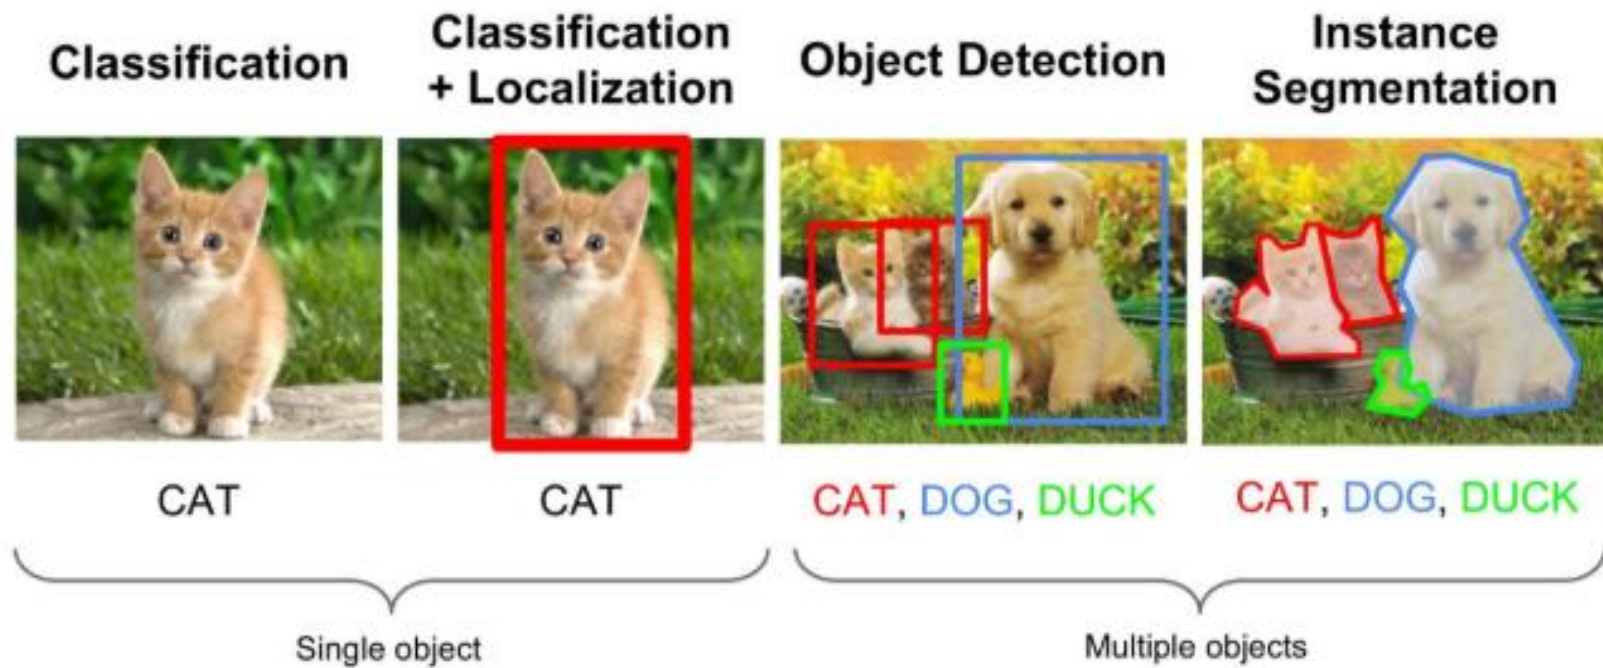 Classification
Classification
+ Localization
Object Detection
Instance
Segmentation
CAT
CAT
CAT, DOG, DUCK
CAT, DOG, DUCK
Single object
Multiple objects